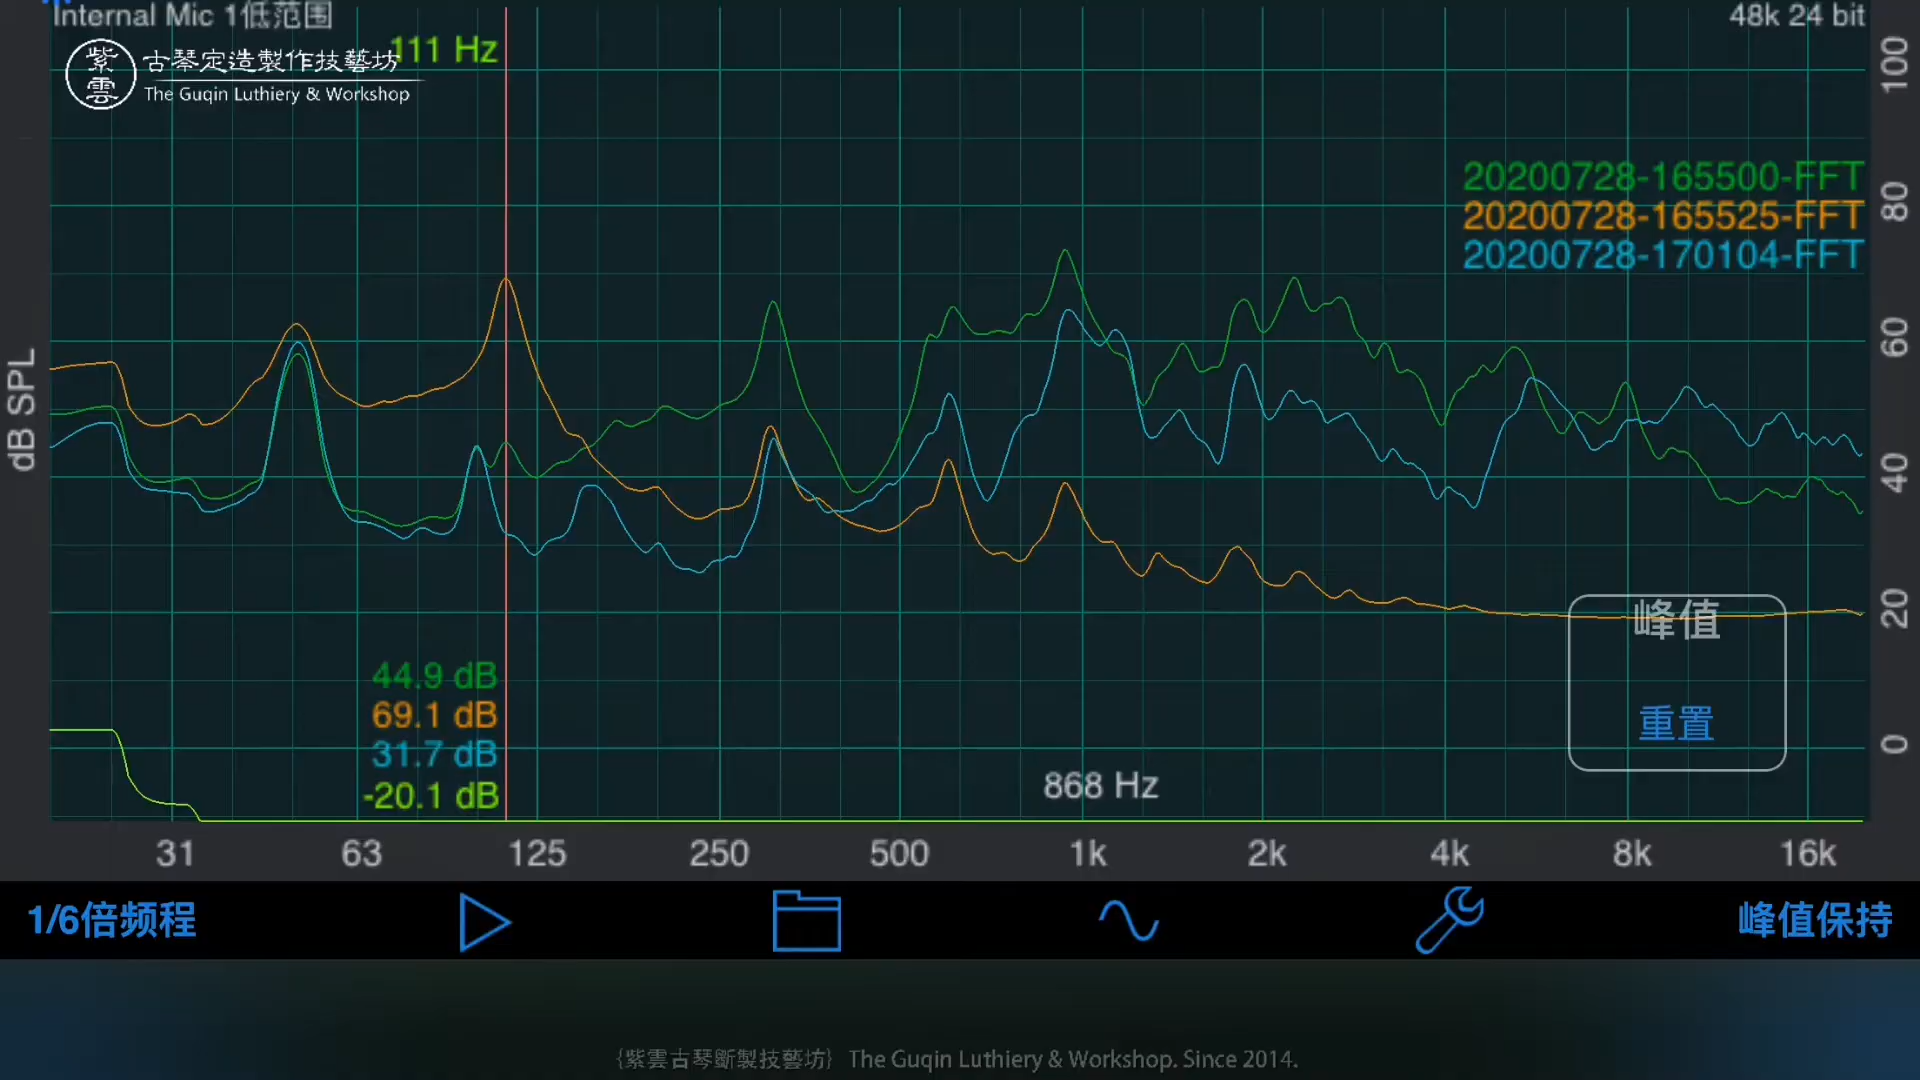 Internal Mic 1低范围
48k 24 bit
紫雲
古琴定造製作技藝坊
The Guqin Luthiery & Workshop
111 Hz
20200728-165500-FFT
20200728-165525-FFT
20200728-170104-FFT
dB SPL
100
80
60
40
20
0
峰值
重置
44.9 dB
69.1 dB
31.7 dB
-20.1 dB
868 Hz
31 63 125 250 500 1k 2k 4k 8k 16k
1/6倍频程
峰值保持
{紫雲古琴斵製技藝坊} The Guqin Luthiery & Workshop. Since 2014.